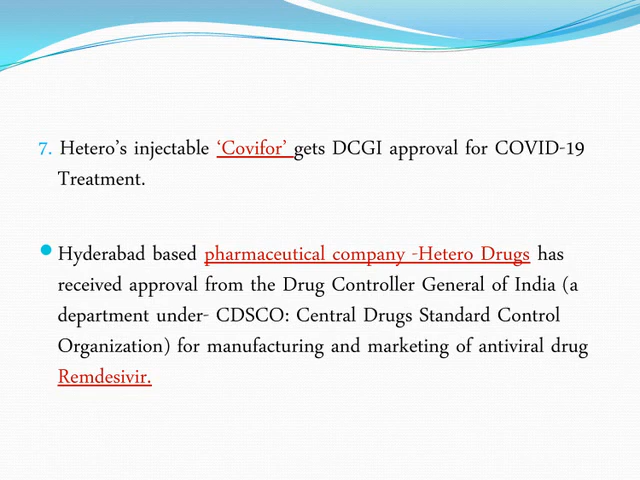 7. Hetero’s injectable ‘Covifor’ gets DCGI approval for COVID-19
Treatment.
Hyderabad based pharmaceutical company -Hetero Drugs has
received approval from the Drug Controller General of India (a
department under- CDSCO: Central Drugs Standard Control
Organization) for manufacturing and marketing of antiviral drug
Remdesivir.